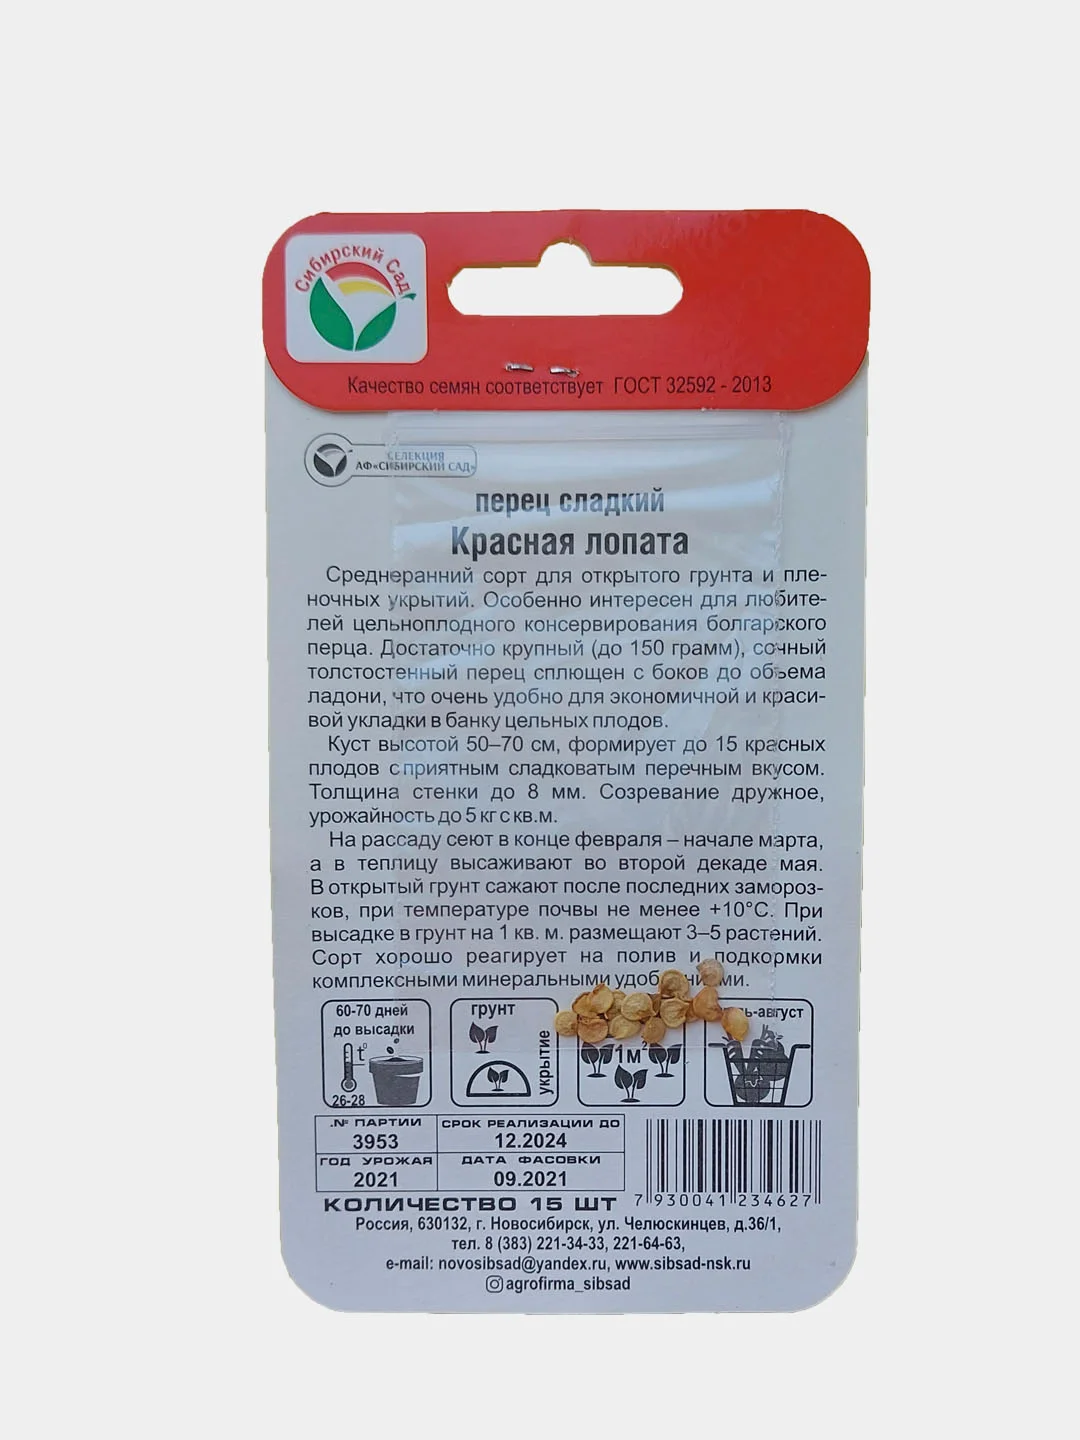 Сибирский Сад
Качество семян соответствует ГОСТ 32592 - 2013
СЕЛЕКЦИЯ
АФ«СИБИРСКИЙ САД»
перец сладкий
Красная лопата
Среднеранний сорт для открытого грунта и пле-
ночных укрытий. Особенно интересен для любите-
лей цельноплодного консервирования болгарского
перца. Достаточно крупный (до 150 грамм), сочный
толстостенный перец сплющен с боков до объема
ладони, что очень удобно для экономичной и краси-
вой укладки в банку цельных плодов.
Куст высотой 50–70 см, формирует до 15 красных
плодов с приятным сладковатым перечным вкусом.
Толщина стенки до 8 мм. Созревание дружное,
урожайность до 5 кг с кв.м.
На рассаду сеют в конце февраля – начале марта,
а в теплицу высаживают во второй декаде мая.
В открытый грунт сажают после последних замороз-
ков, при температуре почвы не менее +10°С. При
высадке в грунт на 1 кв. м. размещают 3–5 растений.
Сорт хорошо реагирует на полив и подкормки
комплексными минеральными
60-70 дней
до высадки
t°
26-28
грунт
укрытие
1м²
август
№ ПАРТИИ
3953
СРОК РЕАЛИЗАЦИИ ДО
12.2024
ГОД УРОЖАЯ
2021
ДАТА ФАСОВКИ
09.2021
КОЛИЧЕСТВО 15 ШТ
7 930041 234627
Россия, 630132, г. Новосибирск, ул. Челюскинцев, д.36/1,
тел. 8 (383) 221-34-33, 221-64-63,
e-mail: novosibsad@yandex.ru, www.sibsad-nsk.ru
agrofirma_sibsad